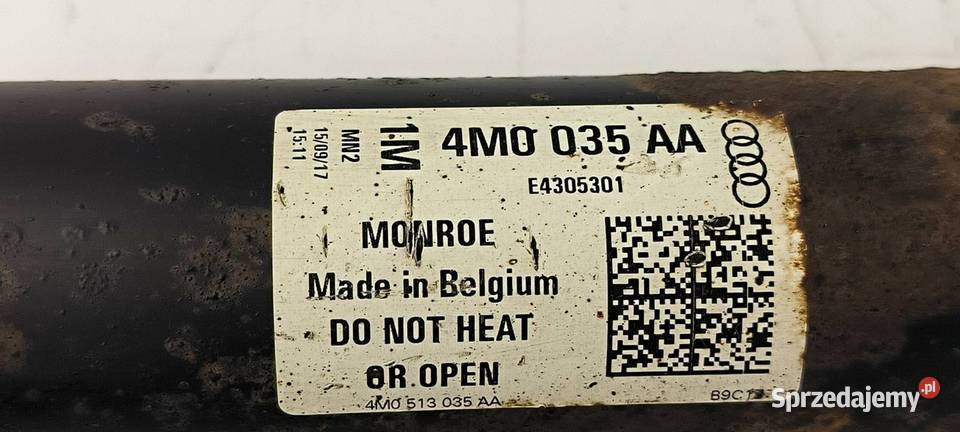 1.M
MN2
15/09/17
15:11
4M0 035 AA
E4305301
MONROE
Made in Belgium
DO NOT HEAT
OR OPEN
4M0 513 035 AA
Sprzedajemy.pl